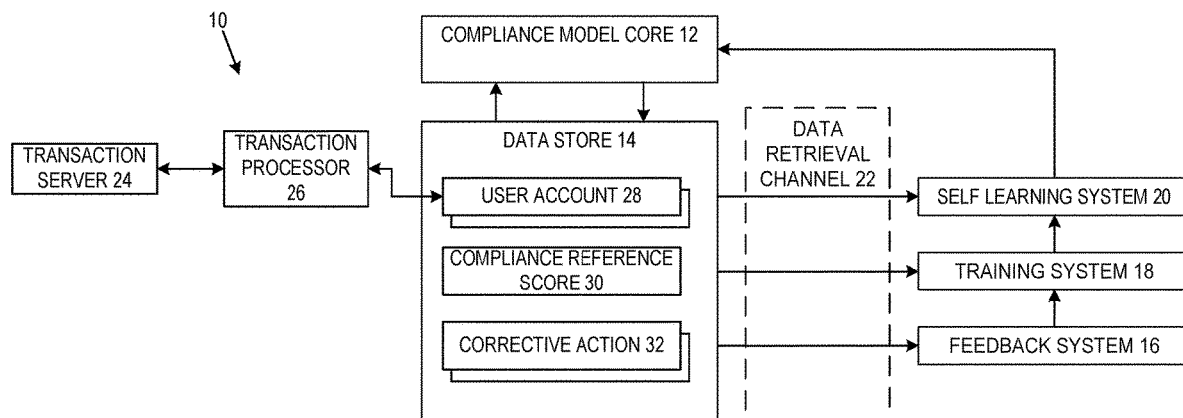 10
COMPLIANCE MODEL CORE 12
TRANSACTION
SERVER 24
TRANSACTION
PROCESSOR
26
DATA STORE 14
USER ACCOUNT 28
COMPLIANCE REFERENCE
SCORE 30
CORRECTIVE ACTION 32
DATA
RETRIEVAL
CHANNEL 22
SELF LEARNING SYSTEM 20
TRAINING SYSTEM 18
FEEDBACK SYSTEM 16